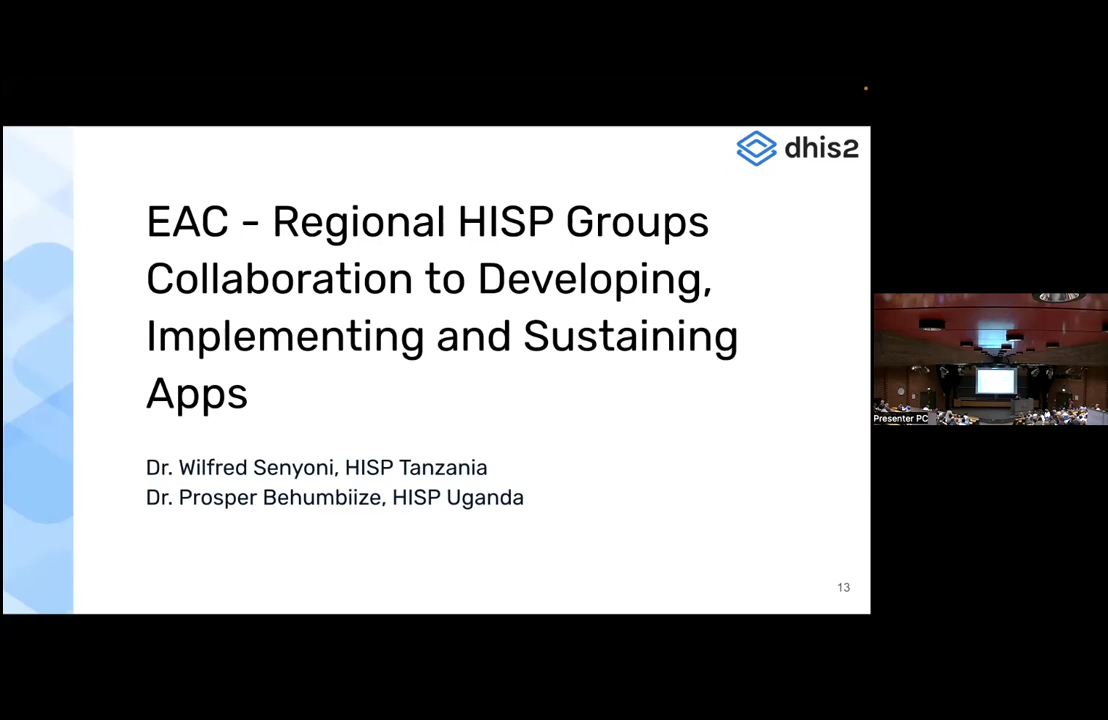 dhis2
EAC - Regional HISP Groups
Collaboration to Developing,
Implementing and Sustaining
Apps
Dr. Wilfred Senyoni, HISP Tanzania
Dr. Prosper Behumbiize, HISP Uganda
13
Presenter PC